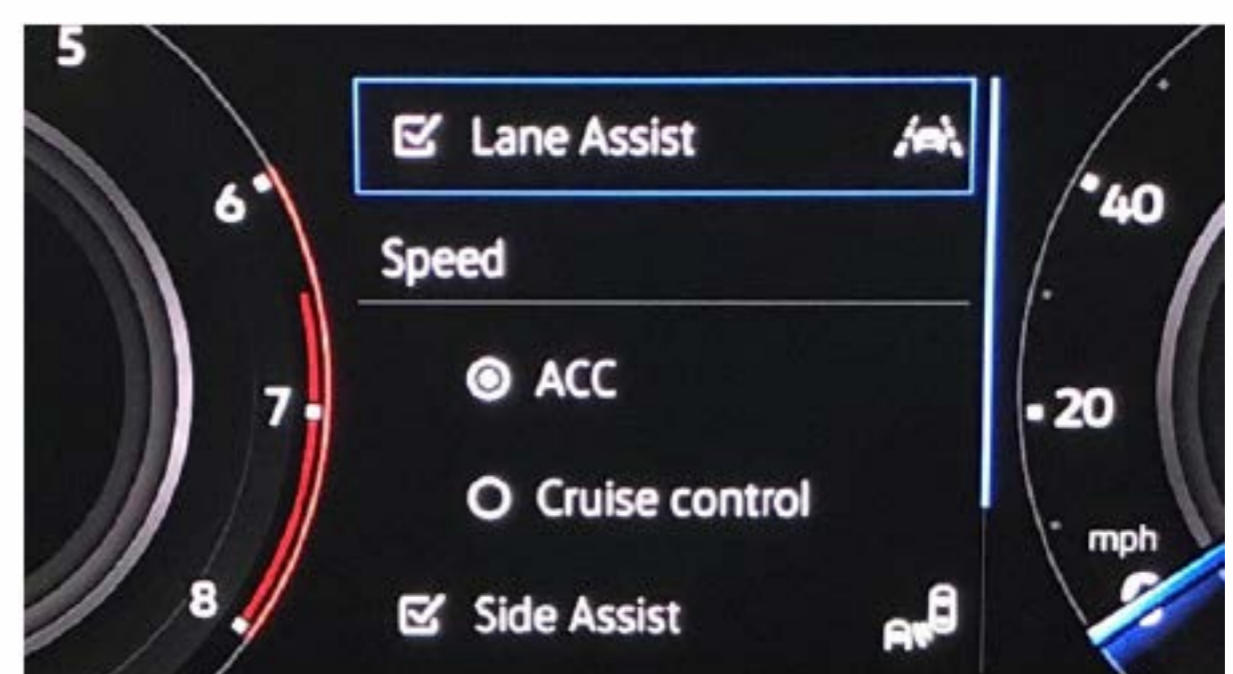 5
6
7
8
Lane Assist
Speed
ACC
Cruise control
Side Assist
40
20
mph